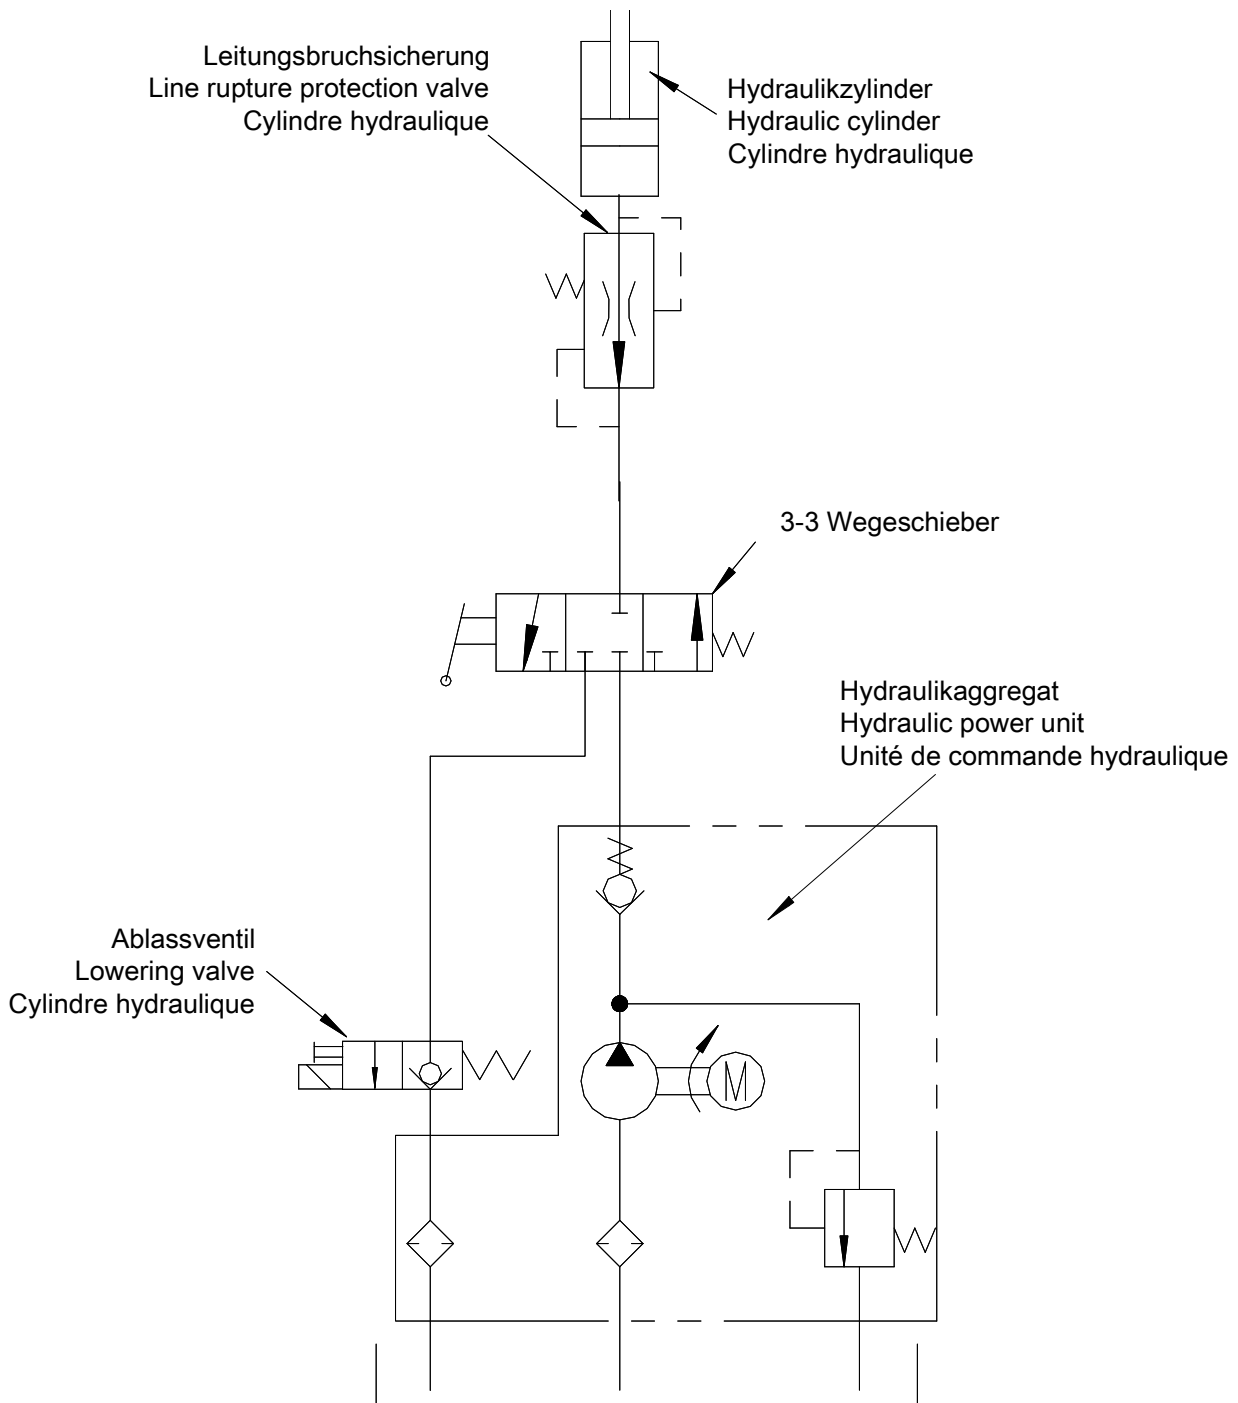 Leitungsbruchsicherung
Line rupture protection valve
Cylindre hydraulique
Hydraulikzylinder
Hydraulic cylinder
Cylindre hydraulique
3-3 Wegeschieber
Hydraulikaggregat
Hydraulic power unit
Unité de commande hydraulique
Ablassventil
Lowering valve
Cylindre hydraulique
M